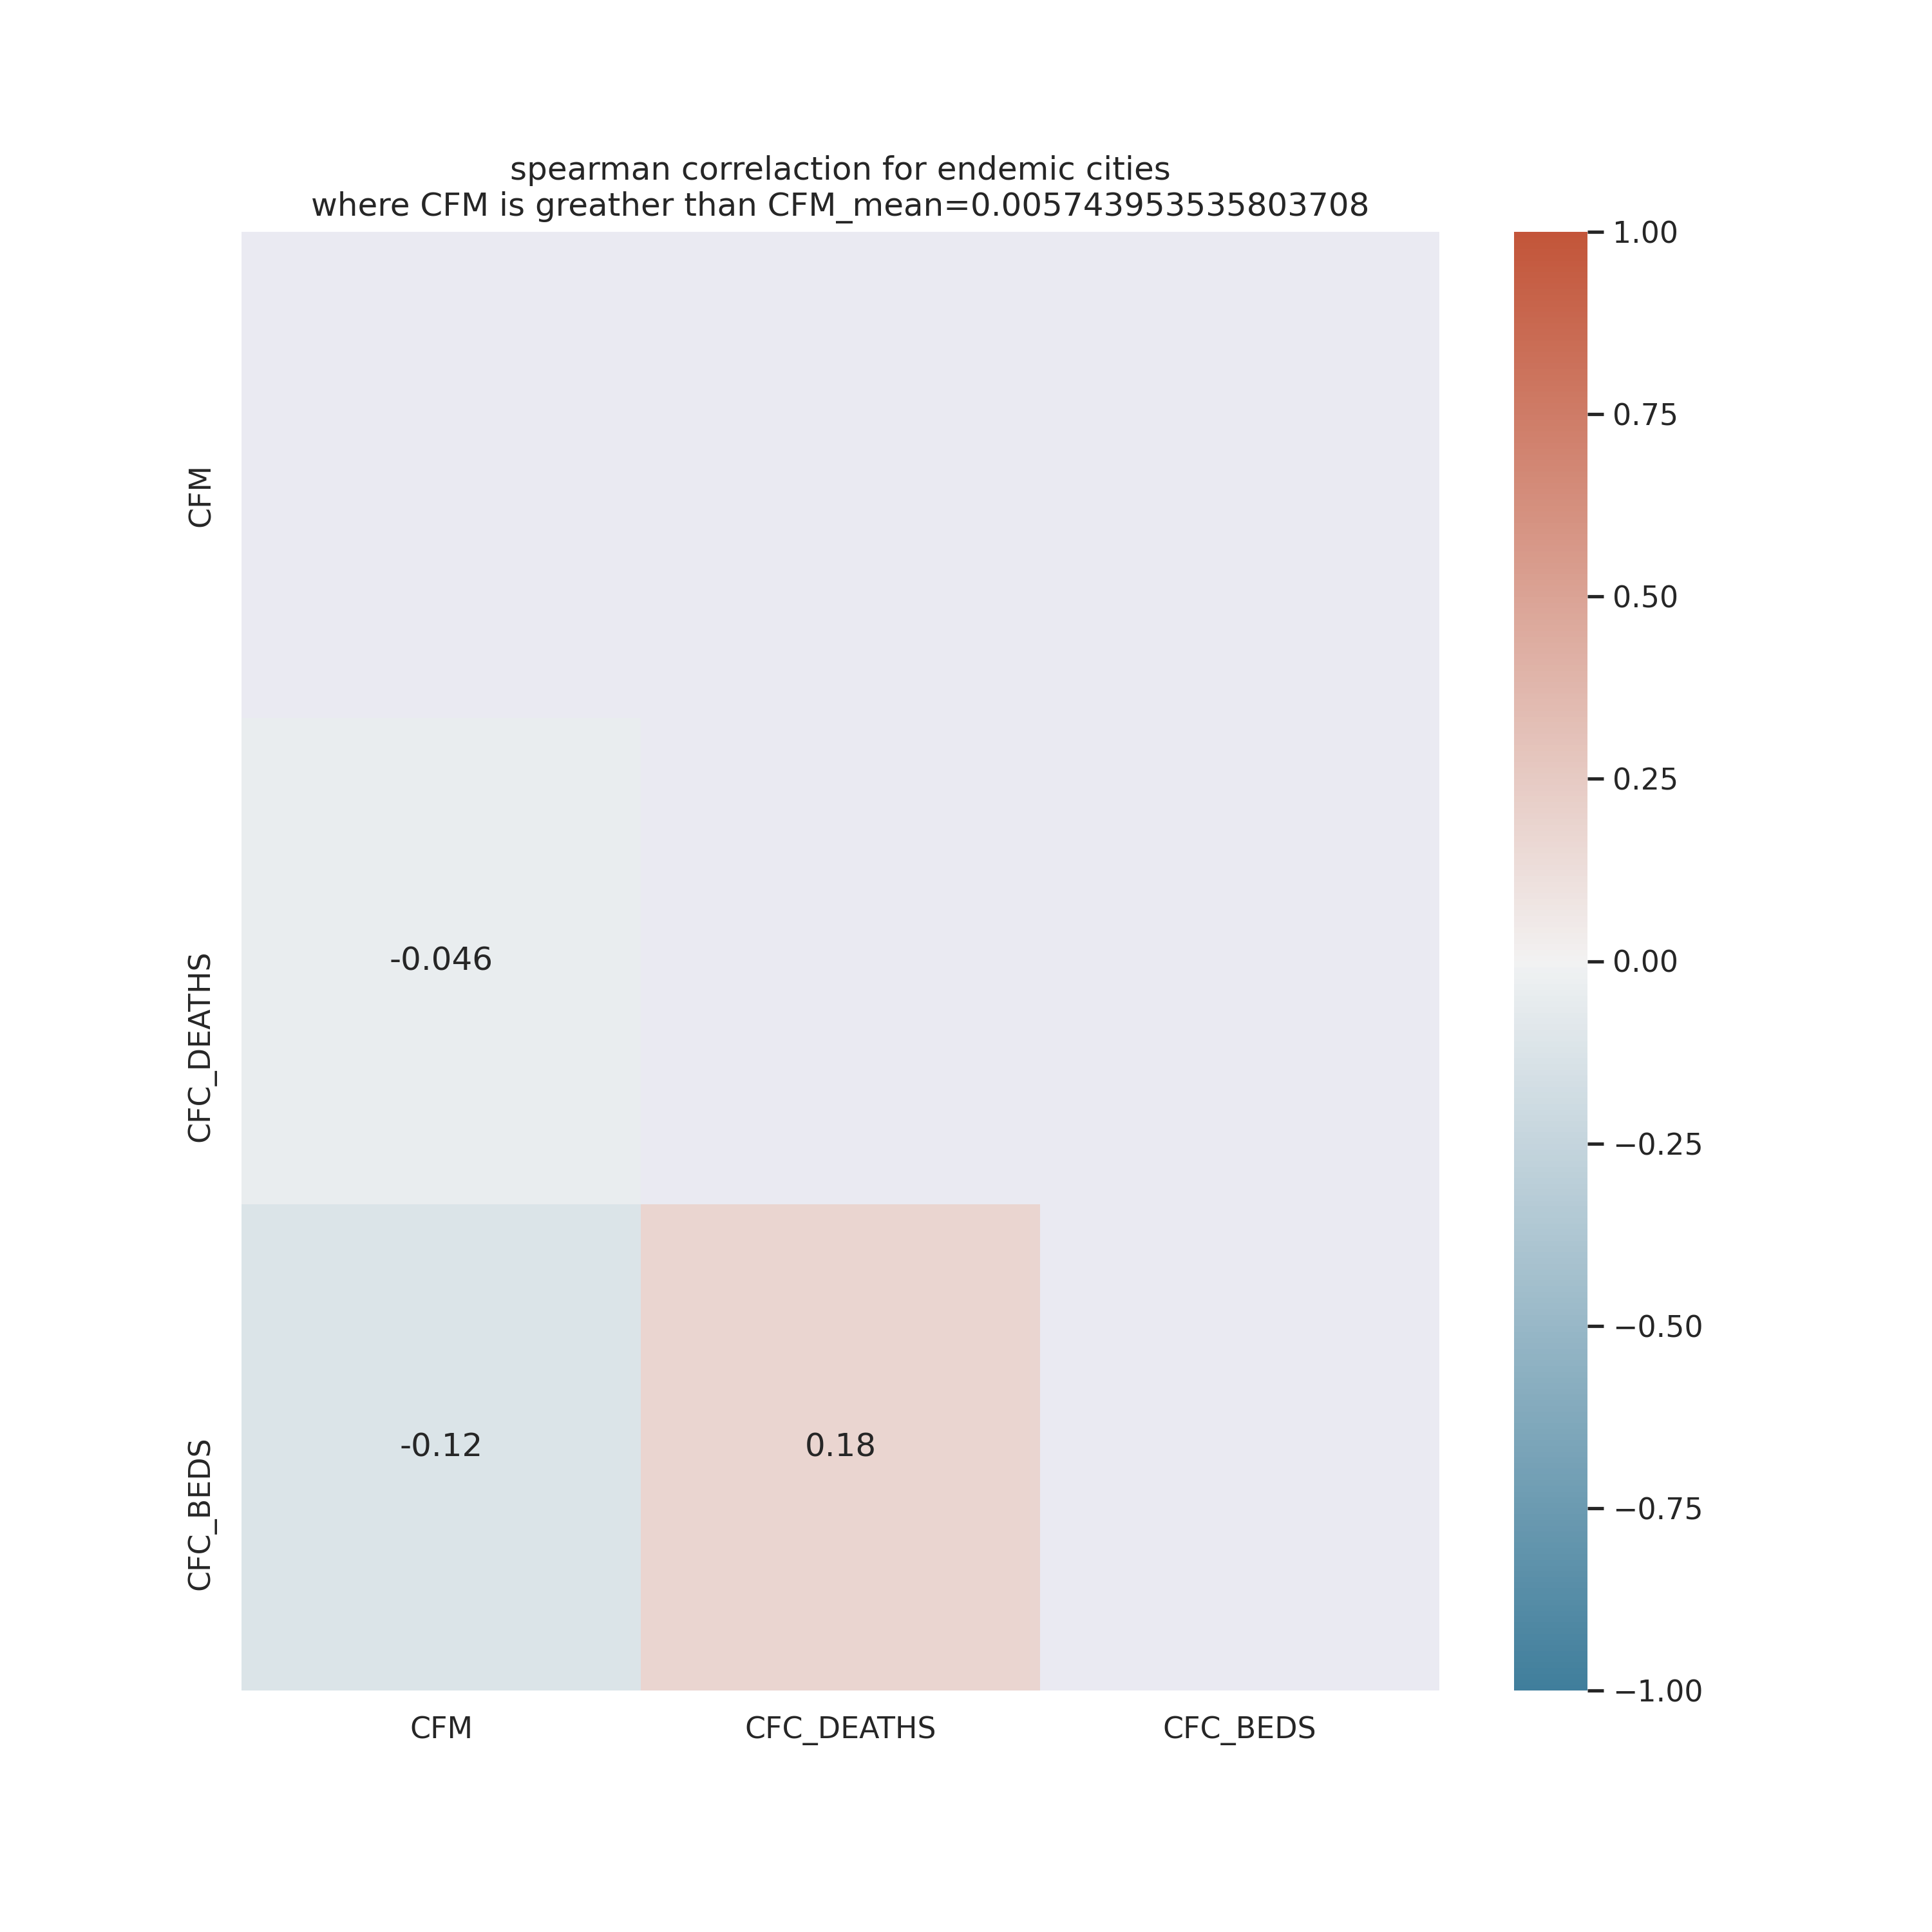 spearman correlaction for endemic cities
where CFM is greather than CFM_mean=0.005743953535803708
CFM
CFC_DEATHS
CFC_BEDS
-0.046
-0.12
0.18
CFM
CFC_DEATHS
CFC_BEDS
1.00
0.75
0.50
0.25
0.00
−0.25
−0.50
−0.75
−1.00